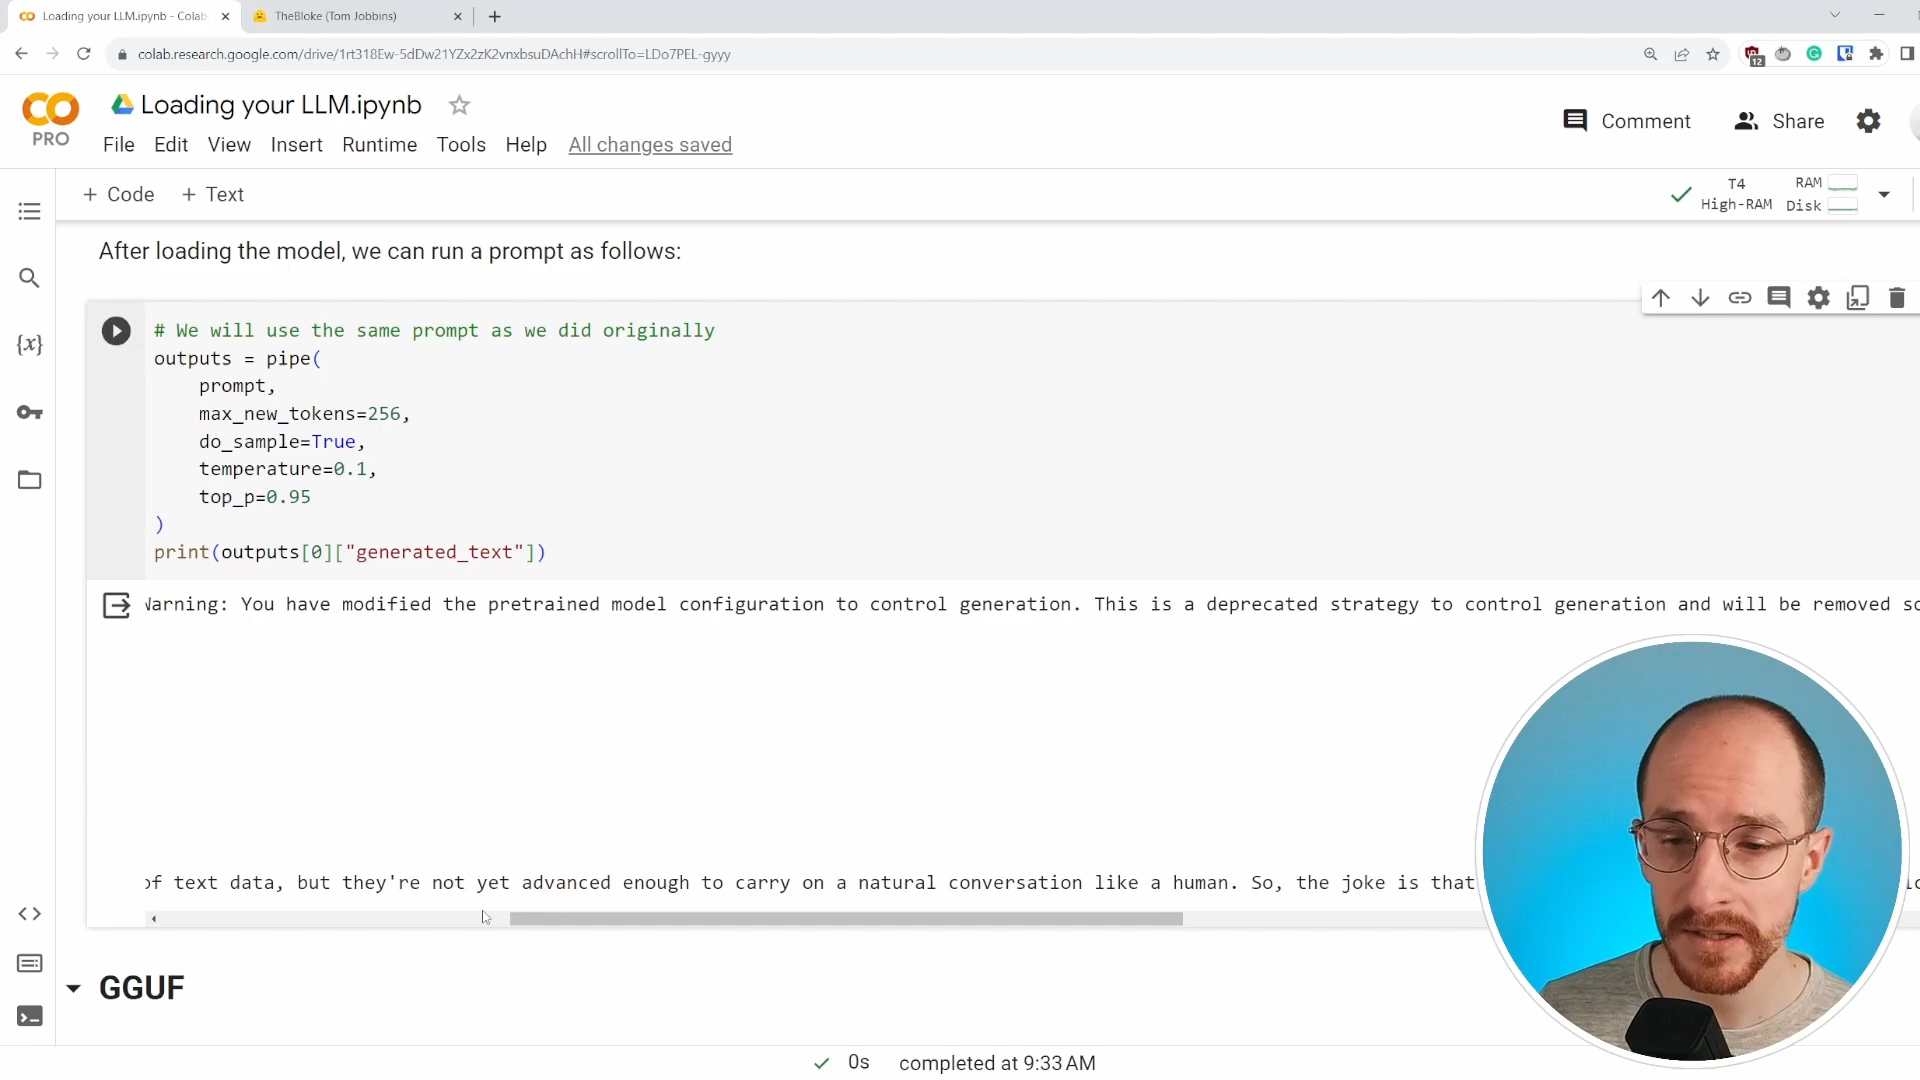 Loading your LLM.ipynb - Colab
TheBloke (Tom Jobbins)
colab.research.google.com/drive/1rt318Ew-5dDw21YZx2zK2vnxbsuDAchH#scrollTo=LDo7PEL-gyyy
12
CO
PRO
Loading your LLM.ipynb
Comment
Share
File Edit View Insert Runtime Tools Help All changes saved
+ Code + Text
T4
High-RAM
RAM
Disk
After loading the model, we can run a prompt as follows:
{x}
# We will use the same prompt as we did originally
outputs = pipe(
prompt,
max_new_tokens=256,
do_sample=True,
temperature=0.1,
top_p=0.95
)
print(outputs[0]["generated_text"])
Warning: You have modified the pretrained model configuration to control generation. This is a deprecated strategy to control generation and will be removed
of text data, but they're not yet advanced enough to carry on a natural conversation like a human. So, the joke is that
GGUF
0s completed at 9:33 AM